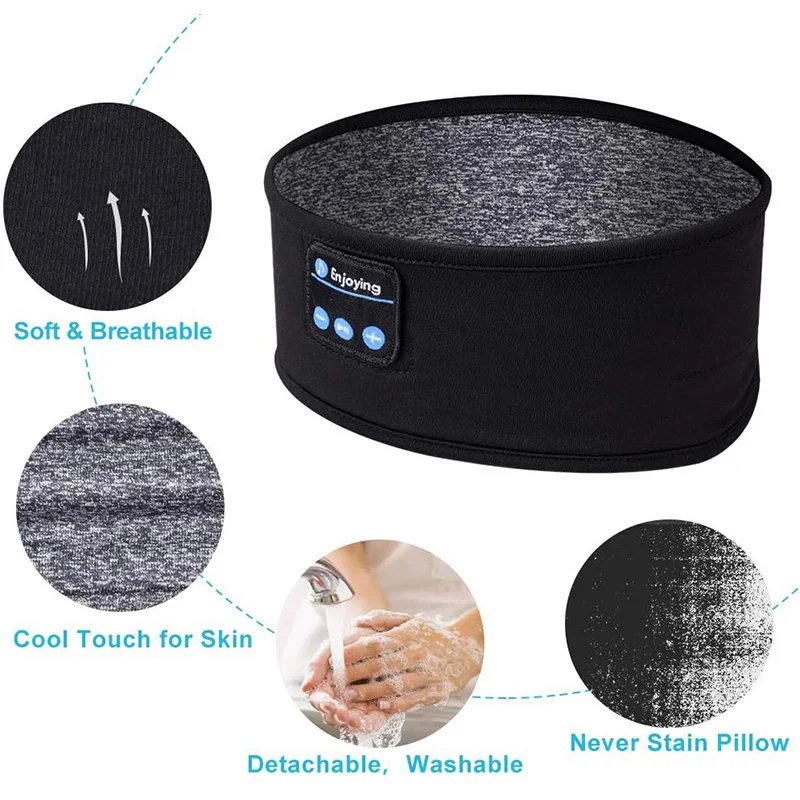 Enjoying
Soft & Breathable
Cool Touch for Skin
Detachable, Washable
Never Stain Pillow